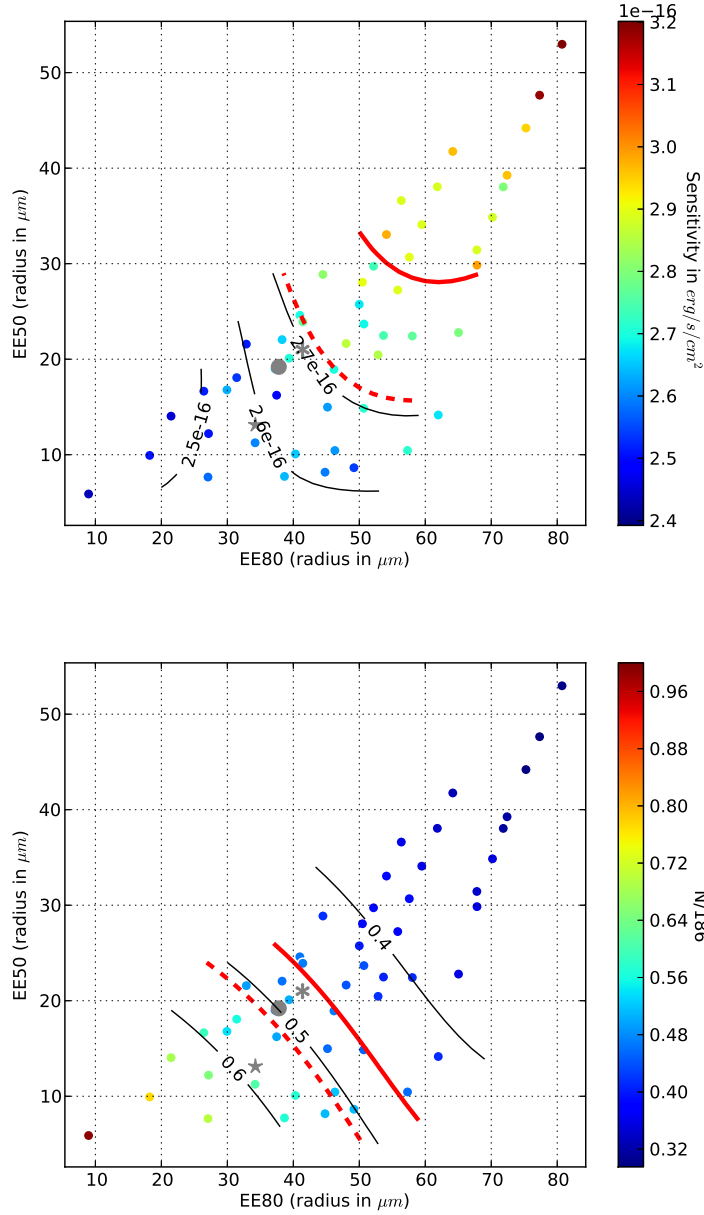 1e−16
50
40
30
20
10
EE50 (radius in μm)
2.5e-16
2.6e-16
2.7e-16
10 20 30 40 50 60 70 80
EE80 (radius in μm)
3.2
3.1
3.0
2.9
2.8
2.7
2.6
2.5
2.4
Sensitivity in erg/s/cm²
50
40
30
20
10
EE50 (radius in μm)
0.4
0.5
0.6
10 20 30 40 50 60 70 80
EE80 (radius in μm)
0.96
0.88
0.80
0.72
0.64
0.56
0.48
0.40
0.32
N/186